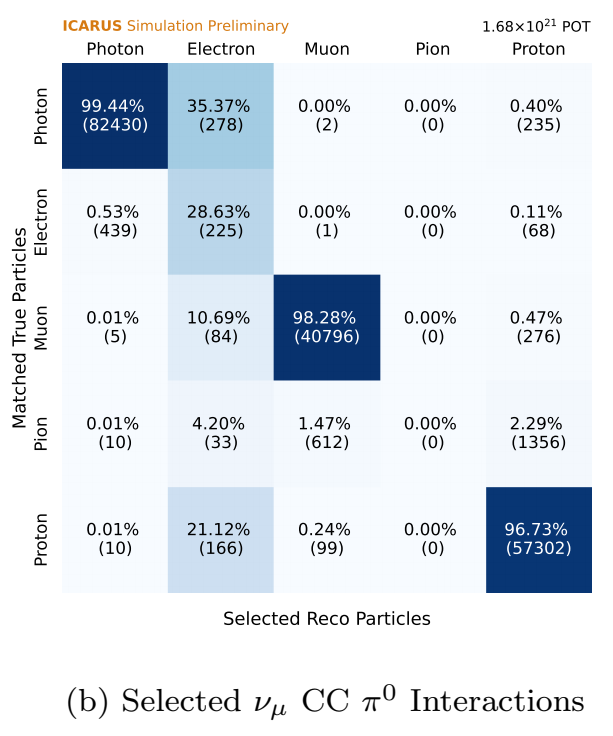 ICARUS Simulation Preliminary 1.68×10²¹ POT
Photon Electron Muon Pion Proton
Matched True Particles
Photon
99.44% 35.37% 0.00% 0.00% 0.40%
(82430) (278) (2) (0) (235)
Electron
0.53% 28.63% 0.00% 0.00% 0.11%
(439) (225) (1) (0) (68)
Muon
0.01% 10.69% 98.28% 0.00% 0.47%
(5) (84) (40796) (0) (276)
Pion
0.01% 4.20% 1.47% 0.00% 2.29%
(10) (33) (612) (0) (1356)
Proton
0.01% 21.12% 0.24% 0.00% 96.73%
(10) (166) (99) (0) (57302)
Selected Reco Particles
(b) Selected νμ CC π⁰ Interactions